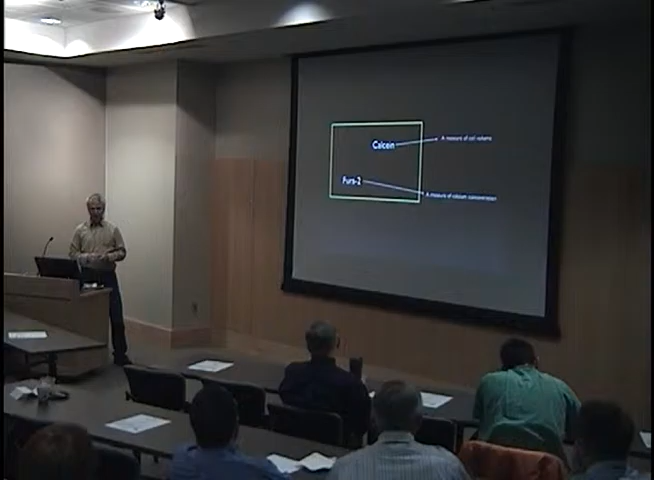 Calcein
A measure of cell volume
Fura-2
A measure of calcium concentration